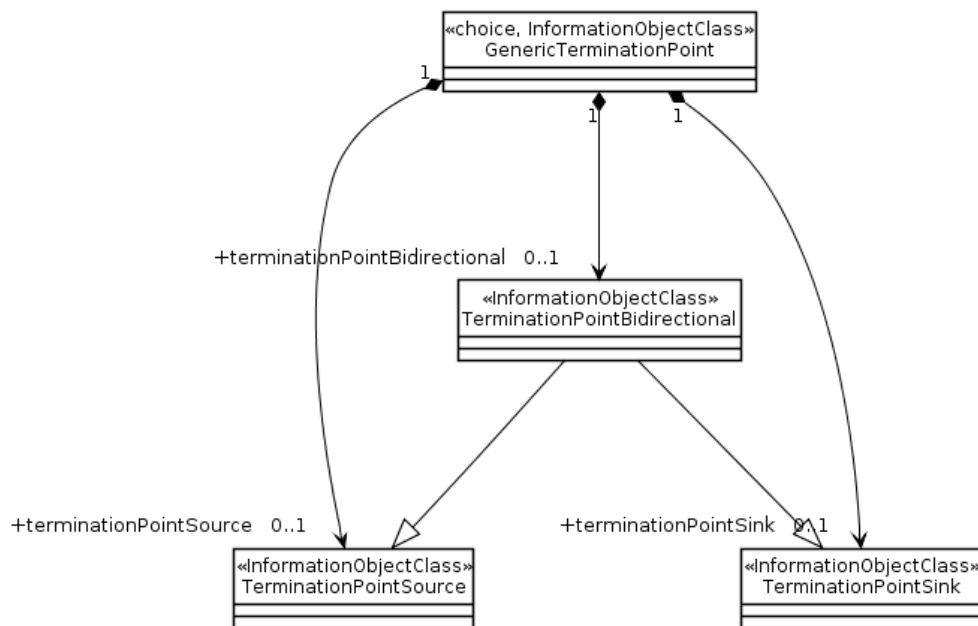 «choice, InformationObjectClass»
GenericTerminationPoint
1
1
1
+terminationPointBidirectional 0..1
«InformationObjectClass»
TerminationPointBidirectional
+terminationPointSource 0..1
+terminationPointSink 0..1
«InformationObjectClass»
TerminationPointSource
«InformationObjectClass»
TerminationPointSink